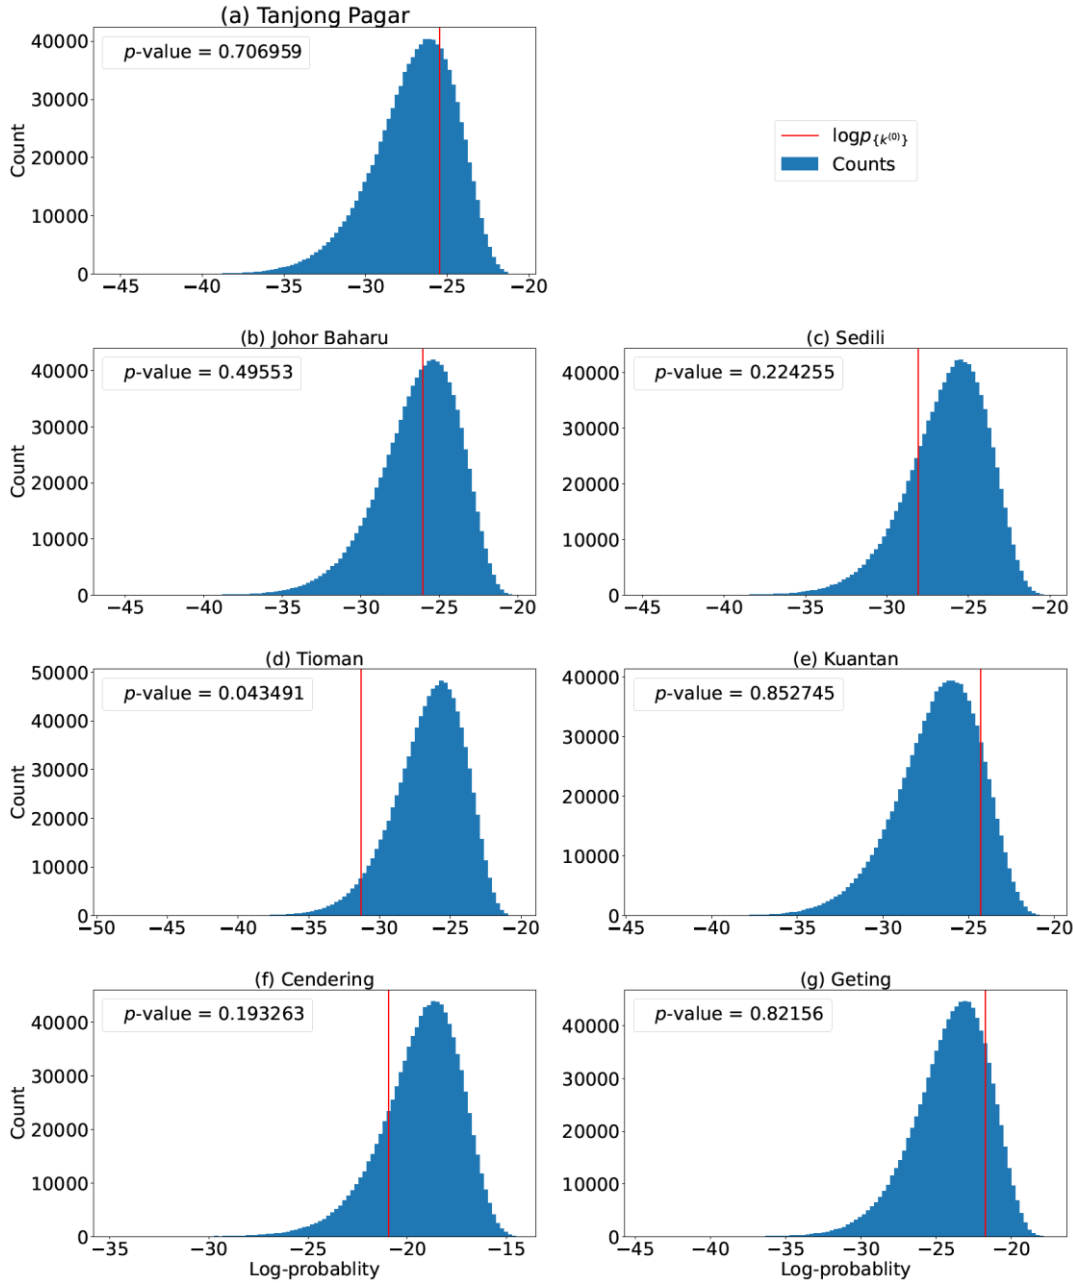 (a) Tanjong Pagar
p-value = 0.706959
Count
40000
30000
20000
10000
0
−45 −40 −35 −30 −25 −20
logp{k(0)}
Counts
(b) Johor Baharu
p-value = 0.49553
Count
40000
30000
20000
10000
0
−45 −40 −35 −30 −25 −20
(c) Sedili
p-value = 0.224255
40000
30000
20000
10000
0
−45 −40 −35 −30 −25 −20
(d) Tioman
p-value = 0.043491
Count
50000
40000
30000
20000
10000
0
−50 −45 −40 −35 −30 −25 −20
(e) Kuantan
p-value = 0.852745
40000
30000
20000
10000
0
−45 −40 −35 −30 −25 −20
(f) Cendering
p-value = 0.193263
Count
40000
30000
20000
10000
0
−35 −30 −25 −20 −15
Log-probablity
(g) Geting
p-value = 0.82156
40000
30000
20000
10000
0
−45 −40 −35 −30 −25 −20
Log-probablity